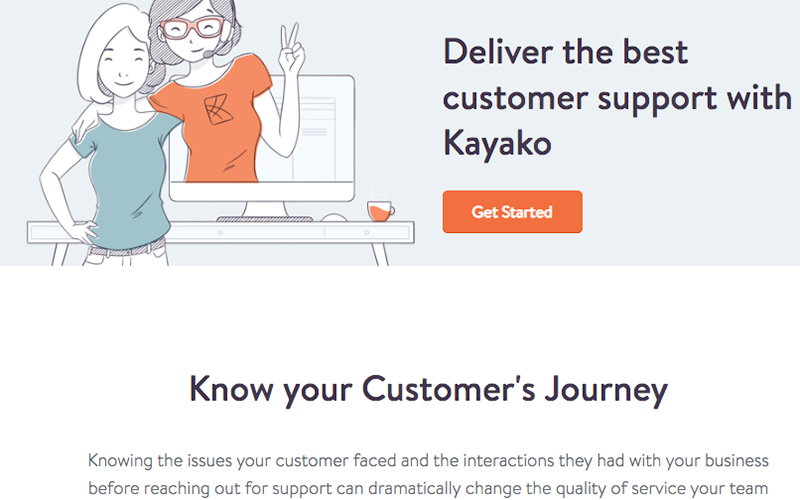 Deliver the best
customer support with
Kayako
Get Started
Know your Customer's Journey
Knowing the issues your customer faced and the interactions they had with your business
before reaching out for support can dramatically change the quality of service your team